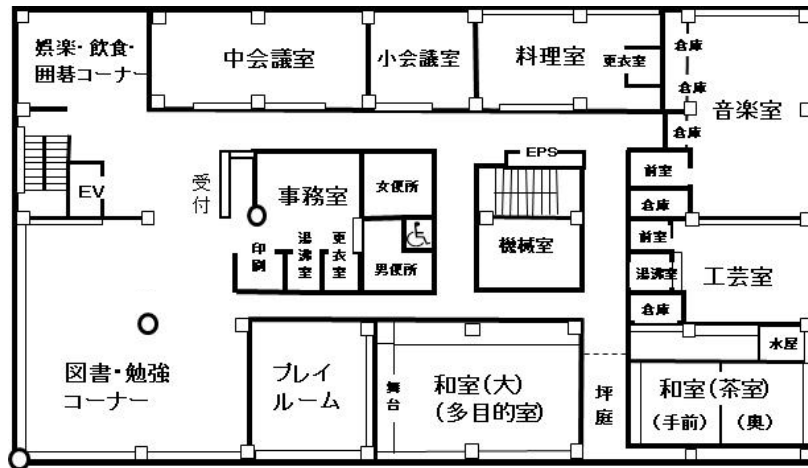 娯楽・飲食・
囲碁コーナー
中会議室
小会議室
料理室
更衣室
倉庫
倉庫
音楽室
倉庫
EPS
前室
倉庫
EV
受付
事務室
女便所
印刷
湯沸室
更衣室
男便所
機械室
前室
湯沸室
工芸室
倉庫
水屋
図書・勉強
コーナー
プレイ
ルーム
舞台
和室(大)
(多目的室)
坪庭
和室(茶室)
(手前)
(奥)